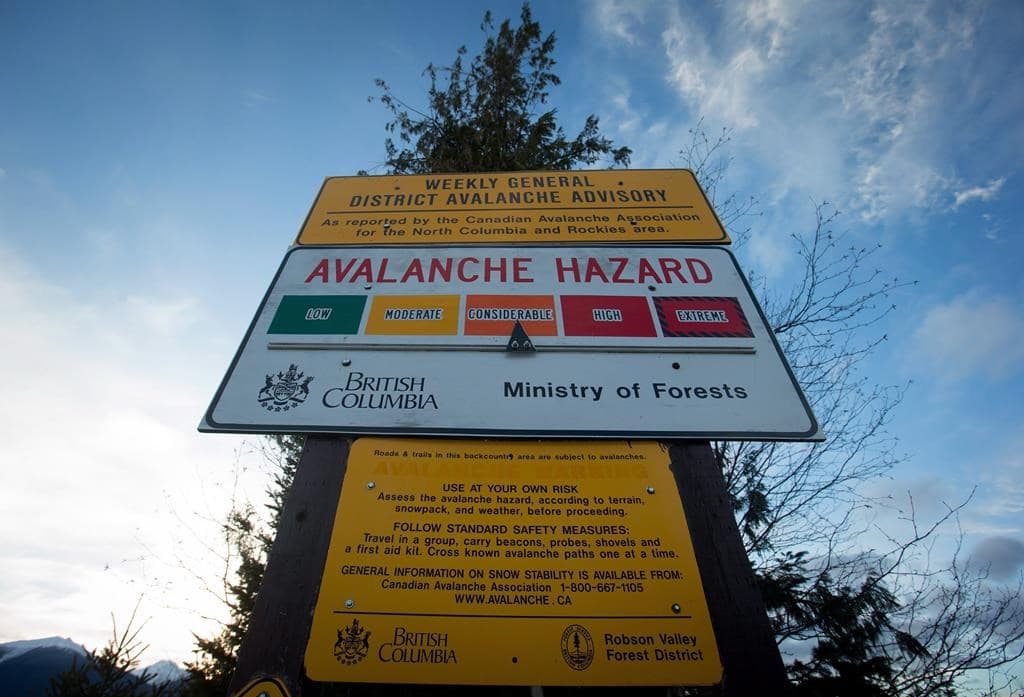 WEEKLY GENERAL
DISTRICT AVALANCHE ADVISORY
As reported by the Canadian Avalanche Association
for the North Columbia and Rockies area.
AVALANCHE HAZARD
LOW MODERATE CONSIDERABLE HIGH EXTREME
BRITISH
COLUMBIA
Ministry of Forests
Roads & trails in this backcountry area are subject to avalanches.
AVALANCHE WARNING
USE AT YOUR OWN RISK
Assess the avalanche hazard, according to terrain,
snowpack, and weather, before proceeding.
FOLLOW STANDARD SAFETY MEASURES:
Travel in a group, carry beacons, probes, shovels and
a first aid kit. Cross known avalanche paths one at a time.
GENERAL INFORMATION ON SNOW STABILITY IS AVAILABLE FROM:
Canadian Avalanche Association 1-800-667-1105
WWW.AVALANCHE.CA
BRITISH
COLUMBIA
Robson Valley
Forest District